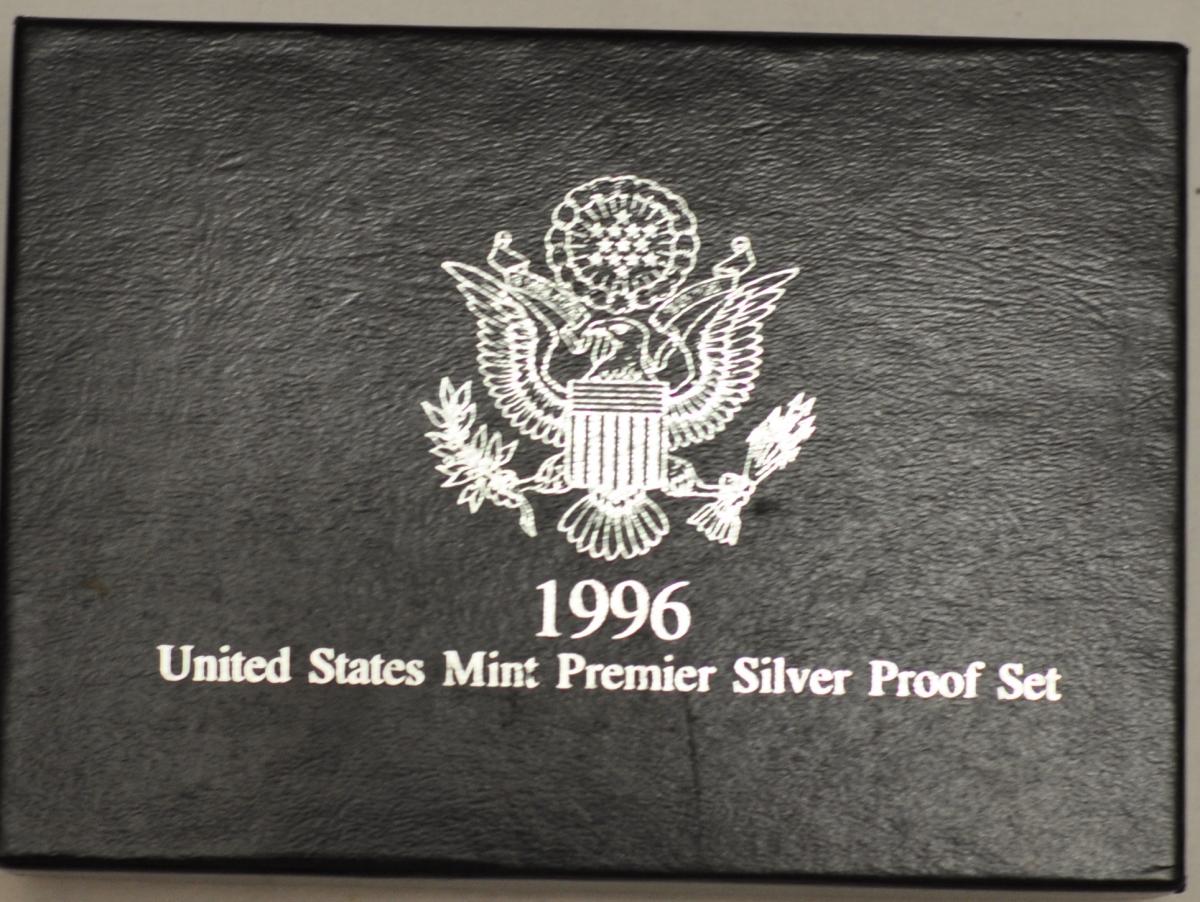 1996
United States Mint Premier Silver Proof Set